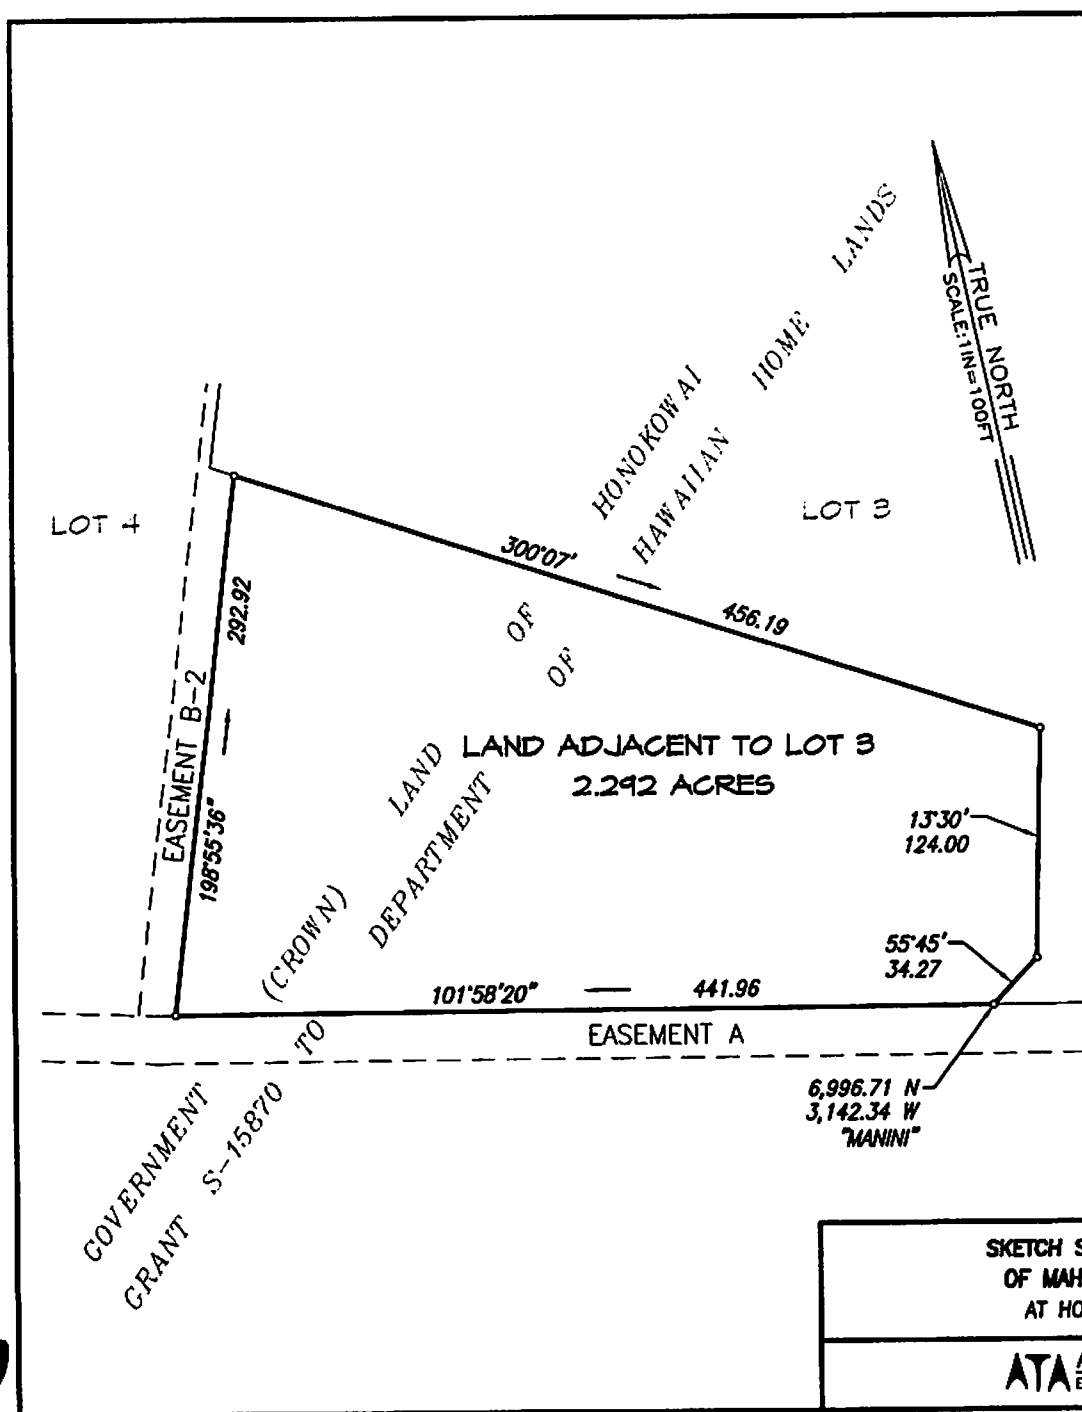 TRUE NORTH
SCALE:1IN=100FT
HONOKOWAI
HAWAIIAN HOME LANDS
LOT 4
LOT 3
300°07'
456.19
292.92
EASEMENT B-2
198°55'36"
OF
OF
LAND ADJACENT TO LOT 3
2.292 ACRES
LAND
DEPARTMENT
13°30'
124.00
(CROWN)
55°45'
34.27
101°58'20"
441.96
TO
EASEMENT A
6,996.71 N
3,142.34 W
"MANINI"
GOVERNMENT
GRANT S-15870
SKETCH S
OF MAH
AT HO
ATA